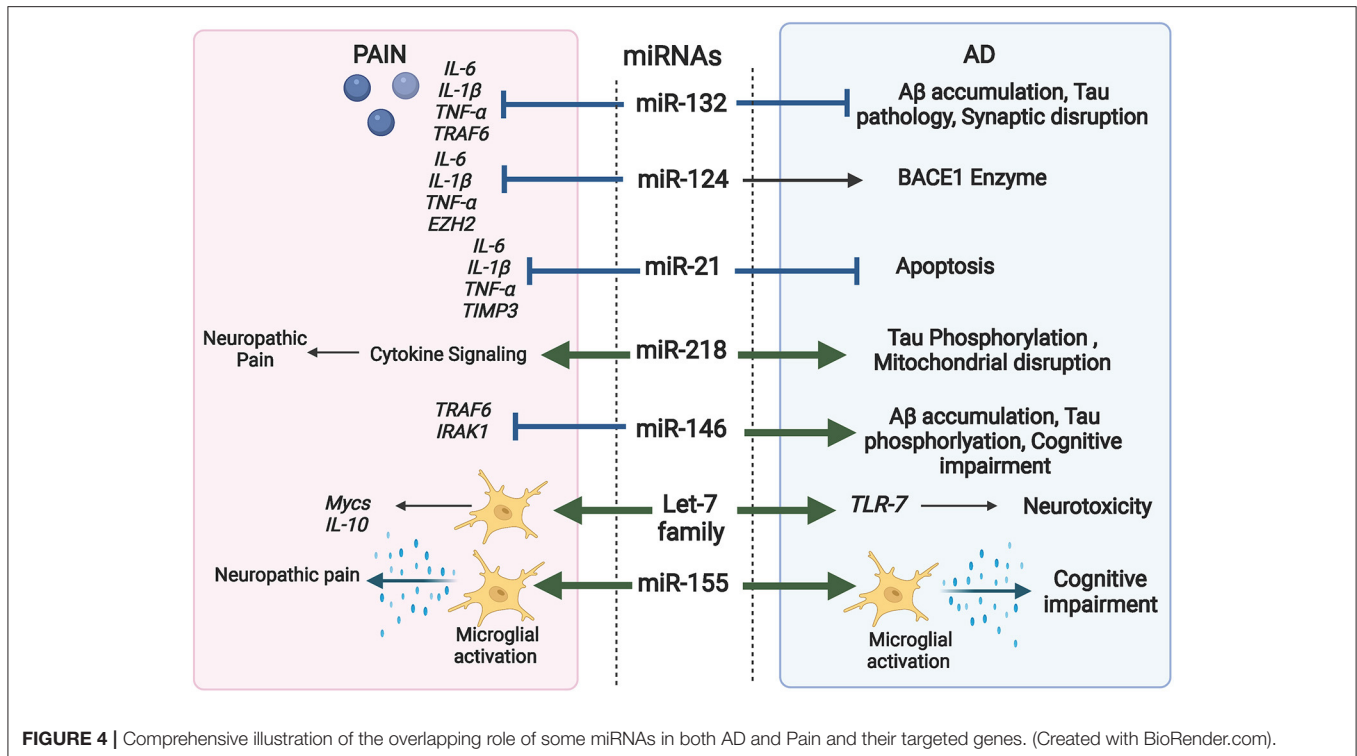 PAIN
miRNAs
AD
IL-6
IL-1β
TNF-α
TRAF6
miR-132
Aβ accumulation, Tau
pathology, Synaptic disruption
IL-6
IL-1β
TNF-α
EZH2
miR-124
BACE1 Enzyme
IL-6
IL-1β
TNF-α
TIMP3
miR-21
Apoptosis
Neuropathic
Pain
Cytokine Signaling
miR-218
Tau Phosphorylation ,
Mitochondrial disruption
TRAF6
IRAK1
miR-146
Aβ accumulation, Tau
phosphorlyation, Cognitive
impairment
Mycs
IL-10
Let-7
family
TLR-7
Neurotoxicity
Neuropathic pain
Microglial
activation
miR-155
Microglial
activation
Cognitive
impairment
FIGURE 4 | Comprehensive illustration of the overlapping role of some miRNAs in both AD and Pain and their targeted genes. (Created with BioRender.com).